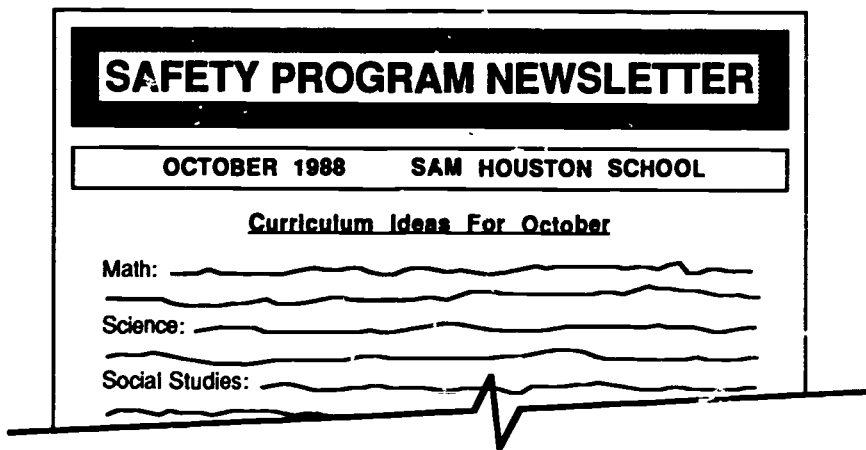 SAFETY PROGRAM NEWSLETTER
OCTOBER 1988 SAM HOUSTON SCHOOL
Curriculum Ideas For October
Math:
Science:
Social Studies: